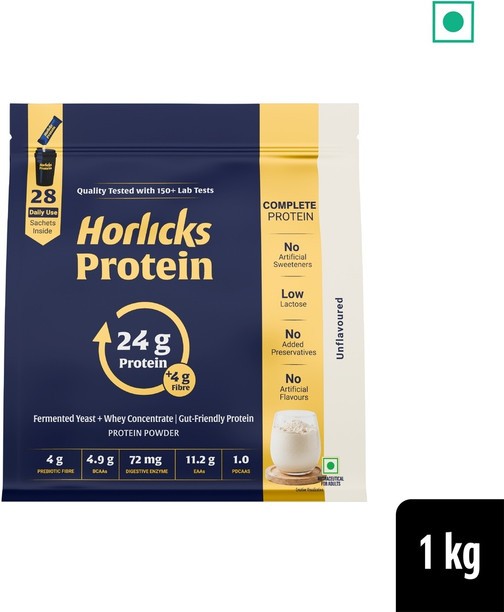 28
Daily Use
Sachets
Inside
Quality Tested with 150+ Lab Tests
Horlicks
Protein
24 g
Protein
+4 g
Fibre
Fermented Yeast + Whey Concentrate | Gut-Friendly Protein
PROTEIN POWDER
4 g
PREBIOTIC FIBRE
4.9 g
BCAAs
72 mg
DIGESTIVE ENZYME
11.2 g
EAAs
1.0
PDCAAS
COMPLETE
PROTEIN
No
Artificial
Sweeteners
Low
Lactose
No
Added
Preservatives
No
Artificial
Flavours
Unflavoured
FOR ADULTS
1 kg